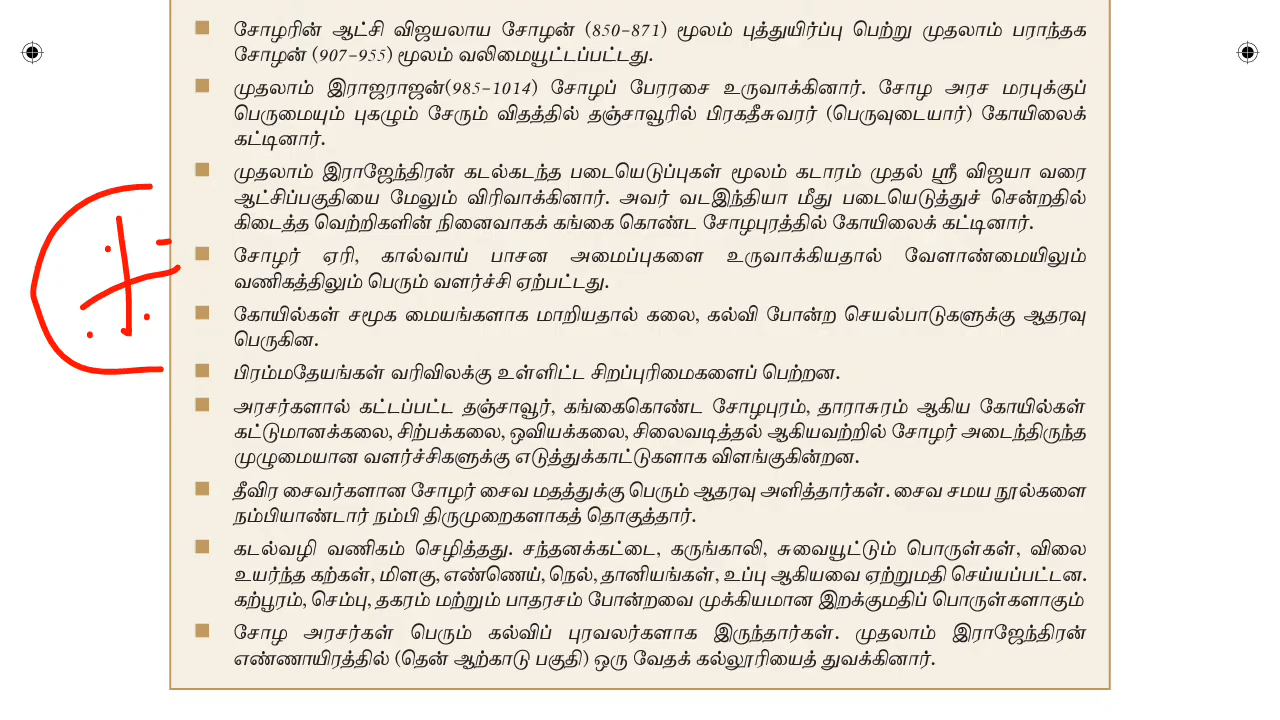 சோழரின் ஆட்சி விஜயலாய சோழன் (850-871) மூலம் புத்துயிர்ப்பு பெற்று முதலாம் பராந்தக
சோழன் (907-955) மூலம் வலிமையூட்டப்பட்டது.
முதலாம் இராஜராஜன்(985-1014) சோழப் பேரரசை உருவாக்கினார். சோழ அரச மரபுக்குப்
பெருமையும் புகழும் சேரும் விதத்தில் தஞ்சாவூரில் பிரகதீசுவரர் (பெருவுடையார்) கோயிலைக்
கட்டினார்.
முதலாம் இராஜேந்திரன் கடல்கடந்த படையெடுப்புகள் மூலம் கடாரம் முதல் ஸ்ரீ விஜயா வரை
ஆட்சிப்பகுதியை மேலும் விரிவாக்கினார். அவர் வடஇந்தியா மீது படையெடுத்துச் சென்றதில்
கிடைத்த வெற்றிகளின் நினைவாகக் கங்கை கொண்ட சோழபுரத்தில் கோயிலைக் கட்டினார்.
சோழர் ஏரி, கால்வாய் பாசன அமைப்புகளை உருவாக்கியதால் வேளாண்மையிலும்
வணிகத்திலும் பெரும் வளர்ச்சி ஏற்பட்டது.
கோயில்கள் சமூக மையங்களாக மாறியதால் கலை, கல்வி போன்ற செயல்பாடுகளுக்கு ஆதரவு
பெருகின.
பிரம்மதேயங்கள் வரிவிலக்கு உள்ளிட்ட சிறப்புரிமைகளைப் பெற்றன.
அரசர்களால் கட்டப்பட்ட தஞ்சாவூர், கங்கைகொண்ட சோழபுரம், தாராசுரம் ஆகிய கோயில்கள்
கட்டுமானக்கலை, சிற்பக்கலை, ஒவியக்கலை, சிலைவடித்தல் ஆகியவற்றில் சோழர் அடைந்திருந்த
முழுமையான வளர்ச்சிகளுக்கு எடுத்துக்காட்டுகளாக விளங்குகின்றன.
தீவிர சைவர்களான சோழர் சைவ மதத்துக்கு பெரும் ஆதரவு அளித்தார்கள். சைவ சமய நூல்களை
நம்பியாண்டார் நம்பி திருமுறைகளாகத் தொகுத்தார்.
கடல்வழி வணிகம் செழித்தது. சந்தனக்கட்டை, கருங்காலி, சுவையூட்டும் பொருள்கள், விலை
உயர்ந்த கற்கள், மிளகு, எண்ணெய், நெல், தானியங்கள், உப்பு ஆகியவை ஏற்றுமதி செய்யப்பட்டன.
கற்பூரம், செம்பு, தகரம் மற்றும் பாதரசம் போன்றவை முக்கியமான இறக்குமதிப் பொருள்களாகும்
சோழ அரசர்கள் பெரும் கல்விப் புரவலர்களாக இருந்தார்கள். முதலாம் இராஜேந்திரன்
எண்ணாயிரத்தில் (தென் ஆற்காடு பகுதி) ஒரு வேதக் கல்லூரியைத் துவக்கினார்.